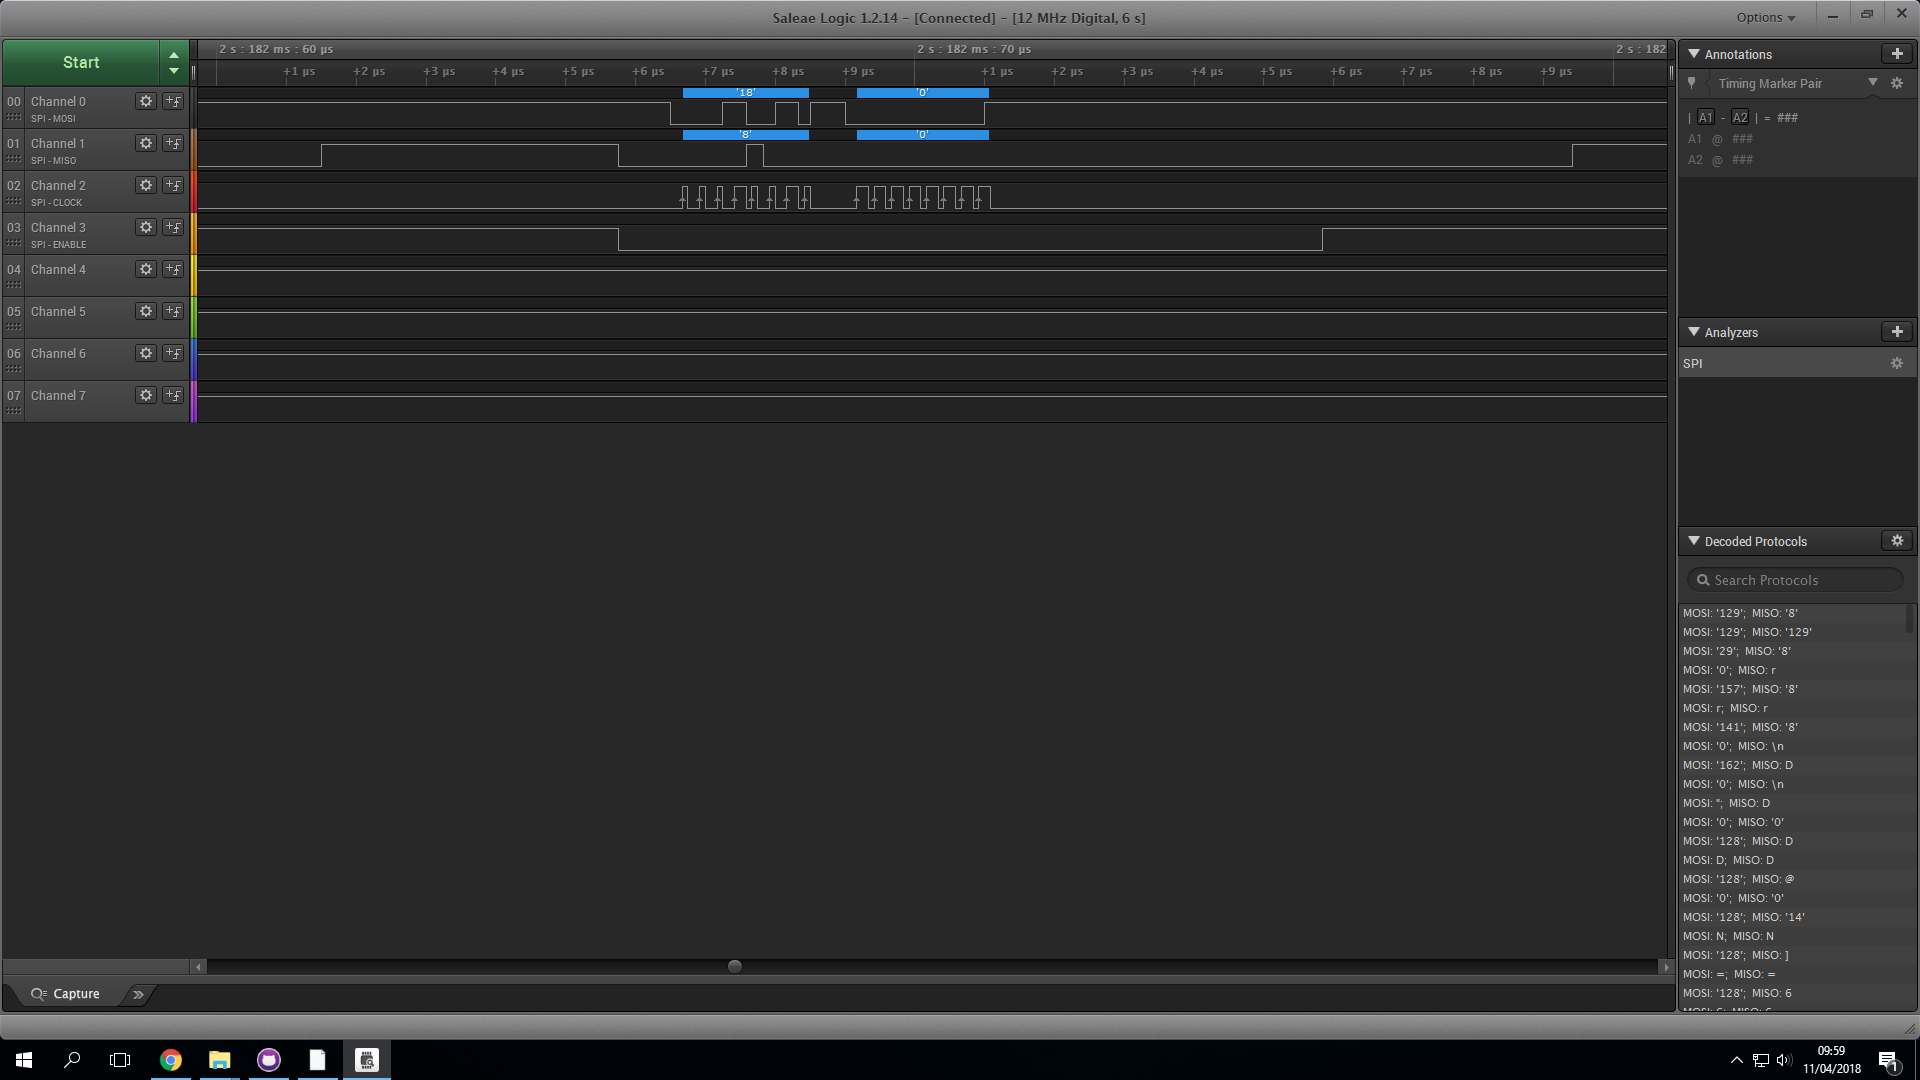 Saleae Logic 1.2.14 - [Connected] - [12 MHz Digital, 6 s]
Options
Start
2 s : 182 ms : 60 µs
2 s : 182 ms : 70 µs
2 s : 182
+1 µs +2 µs +3 µs +4 µs +5 µs +6 µs +7 µs +8 µs +9 µs
+1 µs +2 µs +3 µs +4 µs +5 µs +6 µs +7 µs +8 µs +9 µs
00 Channel 0
SPI - MOSI
'18' '0'
01 Channel 1
SPI - MISO
'8' '0'
02 Channel 2
SPI - CLOCK
03 Channel 3
SPI - ENABLE
04 Channel 4
05 Channel 5
06 Channel 6
07 Channel 7
Capture
Annotations
Timing Marker Pair
| A1 - A2 | = ###
A1 @ ###
A2 @ ###
Analyzers
SPI
Decoded Protocols
Search Protocols
MOSI: '129'; MISO: '8'
MOSI: '129'; MISO: '129'
MOSI: '29'; MISO: '8'
MOSI: '0'; MISO: r
MOSI: '157'; MISO: '8'
MOSI: r; MISO: r
MOSI: '141'; MISO: '8'
MOSI: '0'; MISO: \n
MOSI: '162'; MISO: D
MOSI: '0'; MISO: \n
MOSI: "; MISO: D
MOSI: '0'; MISO: '0'
MOSI: '128'; MISO: D
MOSI: D; MISO: D
MOSI: '128'; MISO: @
MOSI: '0'; MISO: '0'
MOSI: '128'; MISO: '14'
MOSI: N; MISO: N
MOSI: '128'; MISO: ]
MOSI: =; MISO: =
MOSI: '128'; MISO: 6
09:59
11/04/2018
1